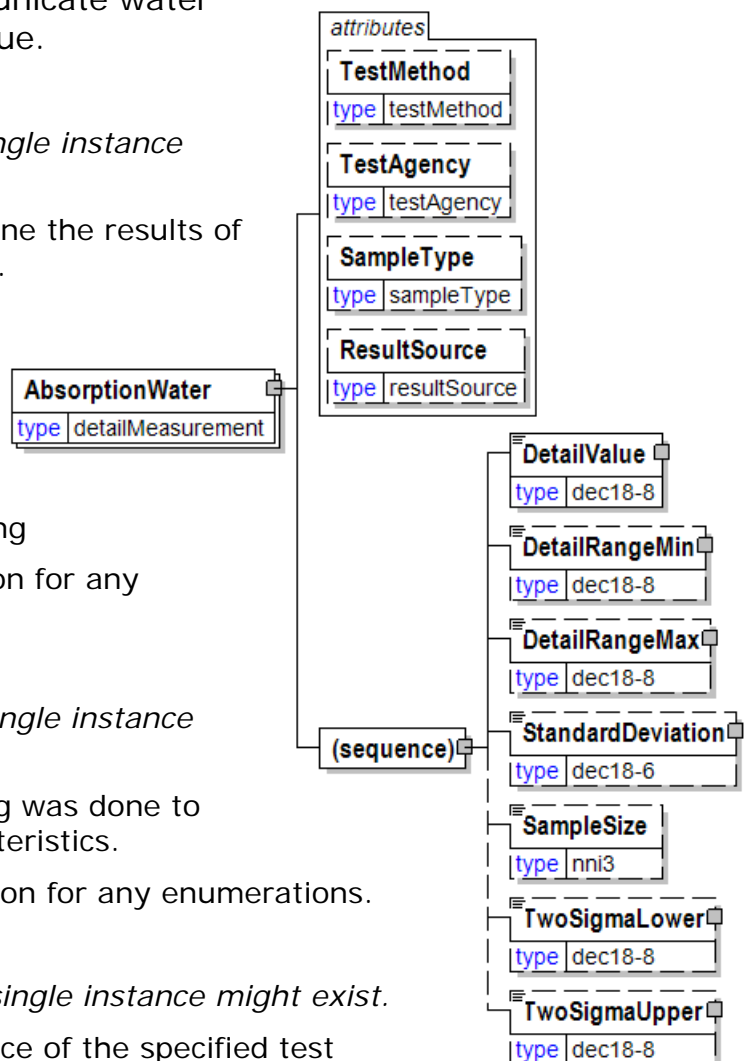 unicate water
ue.
ngle instance
ne the results of
.
ng
on for any
ngle instance
g was done to
teristics.
on for any enumerations.
single instance might exist.
ce of the specified test
attributes
TestMethod
type testMethod
TestAgency
type testAgency
SampleType
type sampleType
ResultSource
type resultSource
AbsorptionWater
type detailMeasurement
(sequence)
DetailValue
type dec18-8
DetailRangeMin
type dec18-8
DetailRangeMax
type dec18-8
StandardDeviation
type dec18-6
SampleSize
type nni3
TwoSigmaLower
type dec18-8
TwoSigmaUpper
type dec18-8